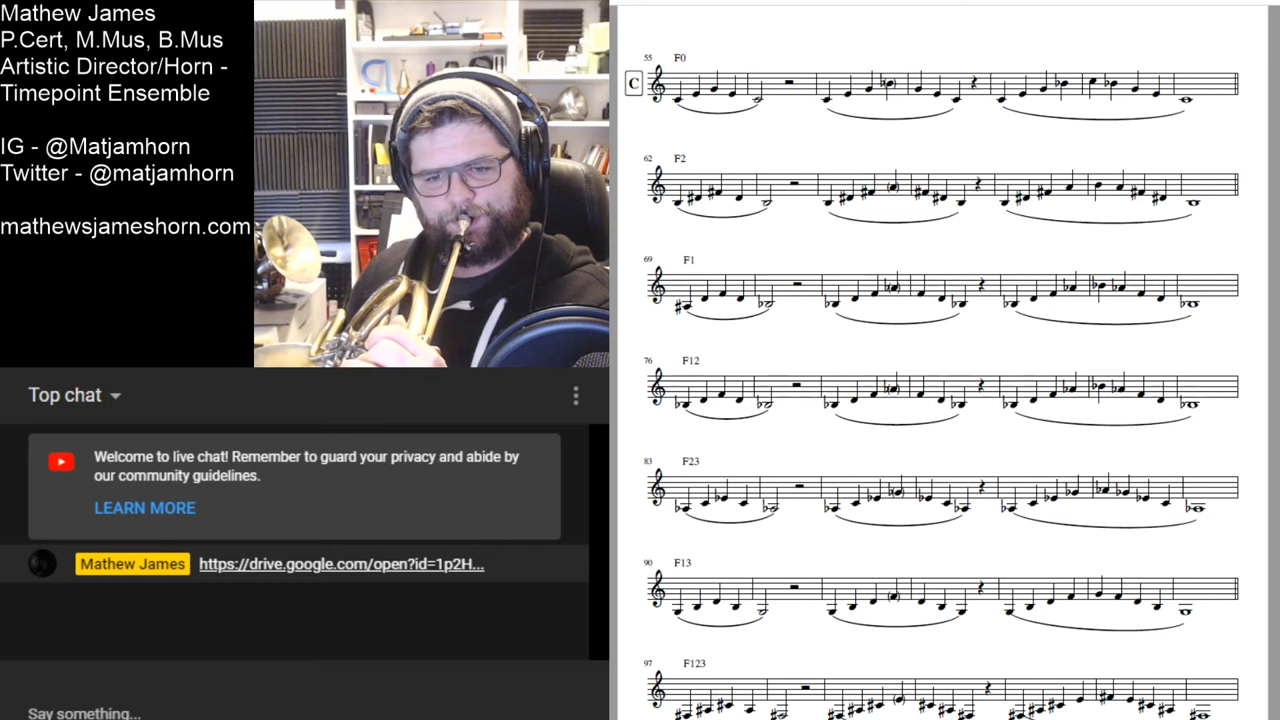 Mathew James
P.Cert, M.Mus, B.Mus
Artistic Director/Horn -
Timepoint Ensemble
IG - @Matjamhorn
Twitter - @matjamhorn
mathewsjameshorn.com
Top chat
Welcome to live chat! Remember to guard your privacy and abide by
our community guidelines.
LEARN MORE
Mathew James https://drive.google.com/open?id=1p2H...
Say something...
55 F0
C
62 F2
69 F1
76 F12
83 F23
90 F13
97 F123